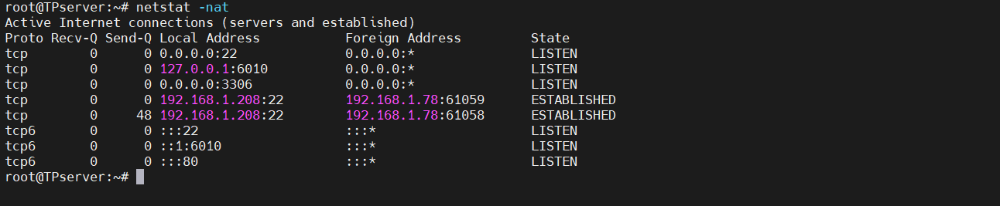 root@TPserver:~# netstat -nat
Active Internet connections (servers and established)
Proto Recv-Q Send-Q Local Address           Foreign Address         State
tcp        0      0 0.0.0.0:22              0.0.0.0:*               LISTEN
tcp        0      0 127.0.0.1:6010          0.0.0.0:*               LISTEN
tcp        0      0 0.0.0.0:3306            0.0.0.0:*               LISTEN
tcp        0      0 192.168.1.208:22        192.168.1.78:61059      ESTABLISHED
tcp        0     48 192.168.1.208:22        192.168.1.78:61058      ESTABLISHED
tcp6       0      0 :::22                   :::*                    LISTEN
tcp6       0      0 ::1:6010                :::*                    LISTEN
tcp6       0      0 :::80                   :::*                    LISTEN
root@TPserver:~#